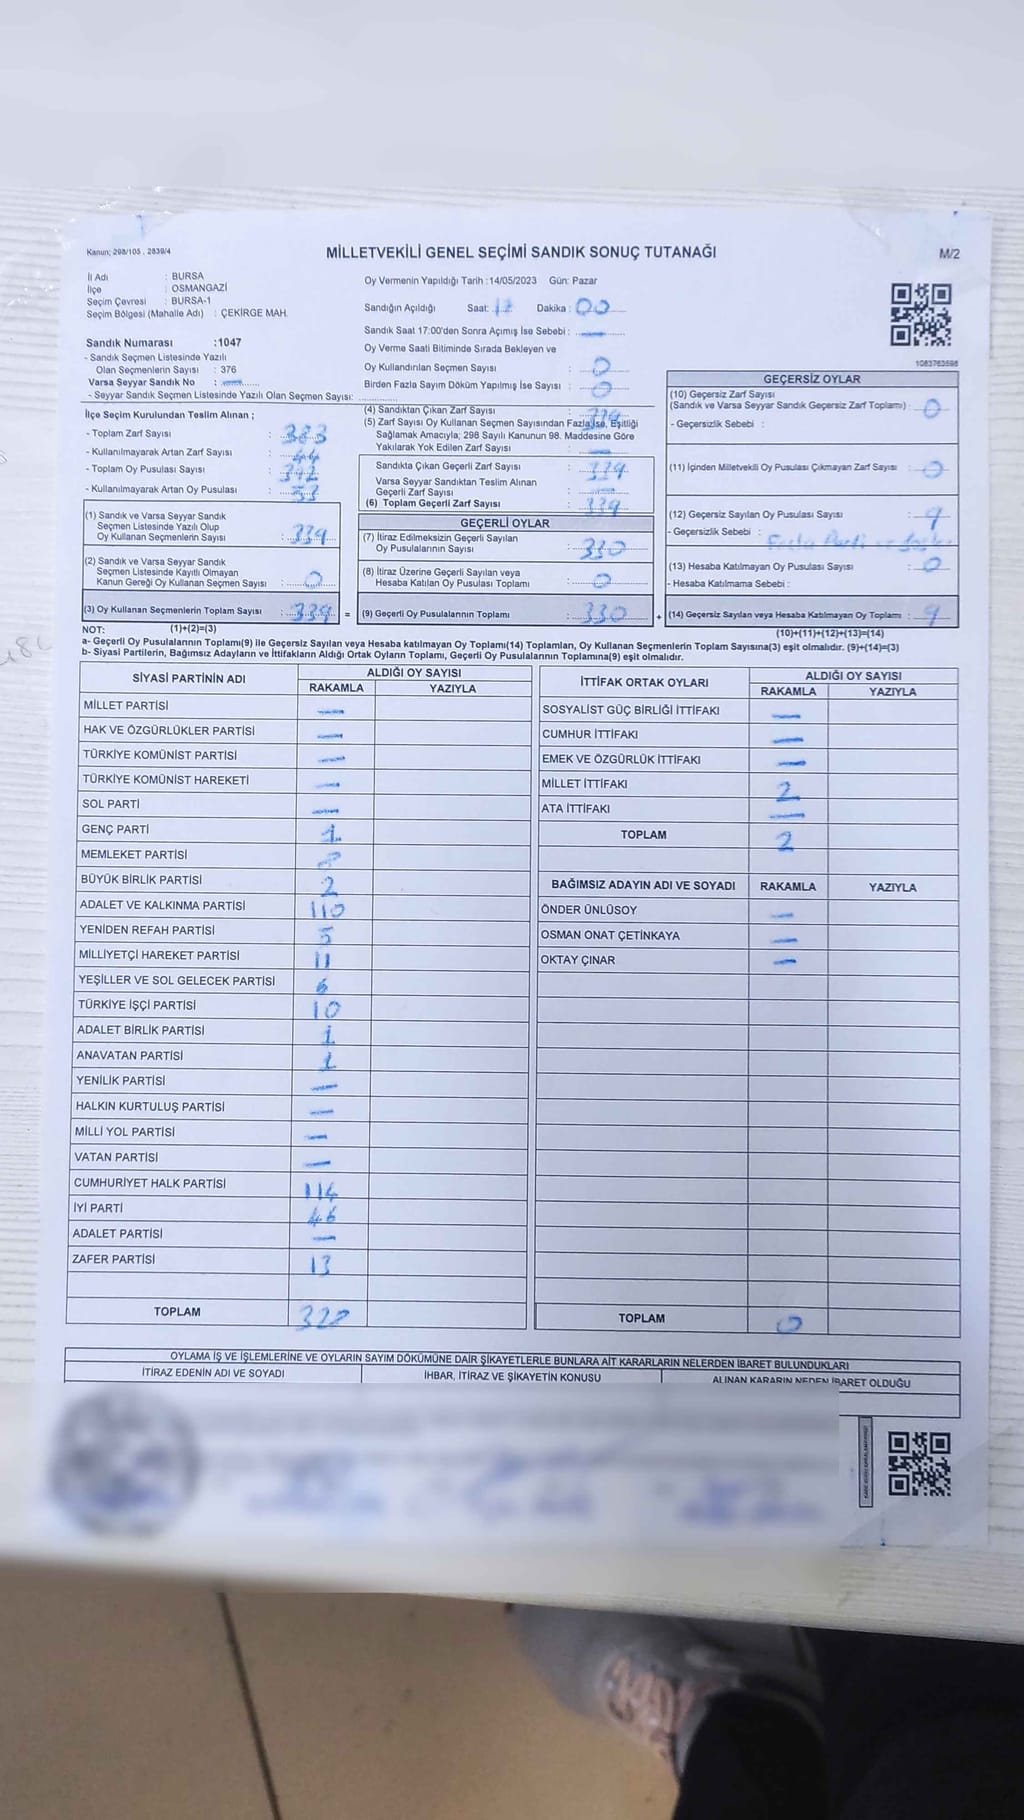 Kanun: 298/105 , 2839/4
MİLLETVEKİLİ GENEL SEÇİMİ SANDIK SONUÇ TUTANAĞI
M/2
İl Adı : BURSA
İlçe : OSMANGAZİ
Seçim Çevresi : BURSA-1
Seçim Bölgesi (Mahalle Adı) : ÇEKİRGE MAH.
Oy Vermenin Yapıldığı Tarih :14/05/2023 Gün: Pazar
Sandığın Açıldığı Saat: 17 Dakika : 00
Sandık Saat 17:00'den Sonra Açımış İse Sebebi : —
Oy Verme Saati Bitiminde Sırada Bekleyen ve
Oy Kullandırılan Seçmen Sayısı : 0
Birden Fazla Sayım Döküm Yapılmış İse Sayısı : 0
Sandık Numarası :1047
- Sandık Seçmen Listesinde Yazılı
Olan Seçmenlerin Sayısı : 376
Varsa Seyyar Sandık No : —
- Seyyar Sandık Seçmen Listesinde Yazılı Olan Seçmen Sayısı:
1083763598
İlçe Seçim Kurulundan Teslim Alınan ;
- Toplam Zarf Sayısı : 383
- Kullanılmayarak Artan Zarf Sayısı : 44
- Toplam Oy Pusulası Sayısı : 392
- Kullanılmayarak Artan Oy Pusulası : 53
(1) Sandık ve Varsa Seyyar Sandık
Seçmen Listesinde Yazılı Olup
Oy Kullanan Seçmenlerin Sayısı : 339
(2) Sandık ve Varsa Seyyar Sandık
Seçmen Listesinde Kayıtlı Olmayan
Kanun Gereği Oy Kullanan Seçmen Sayısı : 0
(3) Oy Kullanan Seçmenlerin Toplam Sayısı : 339 =
(4) Sandıktan Çıkan Zarf Sayısı : 339
(5) Zarf Sayısı Oy Kullanan Seçmen Sayısından Fazla İse, Eşitliği
Sağlamak Amacıyla; 298 Sayılı Kanunun 98. Maddesine Göre
Yakılarak Yok Edilen Zarf Sayısı : —
Sandıkta Çıkan Geçerli Zarf Sayısı : 339
Varsa Seyyar Sandıktan Teslim Alınan
Geçerli Zarf Sayısı : —
(6) Toplam Geçerli Zarf Sayısı : 339
GEÇERLİ OYLAR
(7) İtiraz Edilmeksizin Geçerli Sayılan
Oy Pusulalarının Sayısı : 330
(8) İtiraz Üzerine Geçerli Sayılan veya
Hesaba Katılan Oy Pusulası Toplamı : 0
(9) Geçerli Oy Pusulalarının Toplamı : 330 +
GEÇERSİZ OYLAR
(10) Geçersiz Zarf Sayısı
(Sandık ve Varsa Seyyar Sandık Geçersiz Zarf Toplamı) : 0
- Geçersizlik Sebebi :
(11) İçinden Milletvekili Oy Pusulası Çıkmayan Zarf Sayısı : 0
(12) Geçersiz Sayılan Oy Pusulası Sayısı : 9
- Geçersizlik Sebebi : Fazla Parti ve
(13) Hesaba Katılmayan Oy Pusulası Sayısı : 0
- Hesaba Katılmama Sebebi :
(14) Geçersiz Sayılan veya Hesaba Katılmayan Oy Toplamı : 9
NOT: (1)+(2)=(3)
(10)+(11)+(12)+(13)=(14)
a- Geçerli Oy Pusulalarının Toplamı(9) ile Geçersiz Sayılan veya Hesaba katılmayan Oy Toplamı(14) Toplamları, Oy Kullanan Seçmenlerin Toplam Sayısına(3) eşit olmalıdır. (9)+(14)=(3)
b- Siyasi Partilerin, Bağımsız Adayların ve İttifakların Aldığı Ortak Oyların Toplamı, Geçerli Oy Pusulalarının Toplamına(9) eşit olmalıdır.
SİYASİ PARTİNİN ADI ALDIĞI OY SAYISI
RAKAMLA YAZIYLA
MİLLET PARTİSİ —
HAK VE ÖZGÜRLÜKLER PARTİSİ —
TÜRKİYE KOMÜNİST PARTİSİ —
TÜRKİYE KOMÜNİST HAREKETİ —
SOL PARTİ —
GENÇ PARTİ 1
MEMLEKET PARTİSİ 8
BÜYÜK BİRLİK PARTİSİ 2
ADALET VE KALKINMA PARTİSİ 110
YENİDEN REFAH PARTİSİ 5
MİLLİYETÇİ HAREKET PARTİSİ 11
YEŞİLLER VE SOL GELECEK PARTİSİ 6
TÜRKİYE İŞÇİ PARTİSİ 10
ADALET BİRLİK PARTİSİ 1
ANAVATAN PARTİSİ 1
YENİLİK PARTİSİ —
HALKIN KURTULUŞ PARTİSİ —
MİLLİ YOL PARTİSİ —
VATAN PARTİSİ —
CUMHURİYET HALK PARTİSİ 114
İYİ PARTİ 46
ADALET PARTİSİ —
ZAFER PARTİSİ 13
TOPLAM 328
İTTİFAK ORTAK OYLARI ALDIĞI OY SAYISI
RAKAMLA YAZIYLA
SOSYALİST GÜÇ BİRLİĞİ İTTİFAKI —
CUMHUR İTTİFAKI —
EMEK VE ÖZGÜRLÜK İTTİFAKI —
MİLLET İTTİFAKI 2
ATA İTTİFAKI —
TOPLAM 2
BAĞIMSIZ ADAYIN ADI VE SOYADI RAKAMLA YAZIYLA
ÖNDER ÜNLÜSOY —
OSMAN ONAT ÇETİNKAYA —
OKTAY ÇINAR —
TOPLAM 0
OYLAMA İŞ VE İŞLEMLERİNE VE OYLARIN SAYIM DÖKÜMÜNE DAİR ŞİKAYETLERLE BUNLARA AİT KARARLARIN NELERDEN İBARET BULUNDUKLARI
İTİRAZ EDENİN ADI VE SOYADI İHBAR, İTİRAZ VE ŞİKAYETİN KONUSU ALINAN KARARIN NEDEN İBARET OLDUĞU